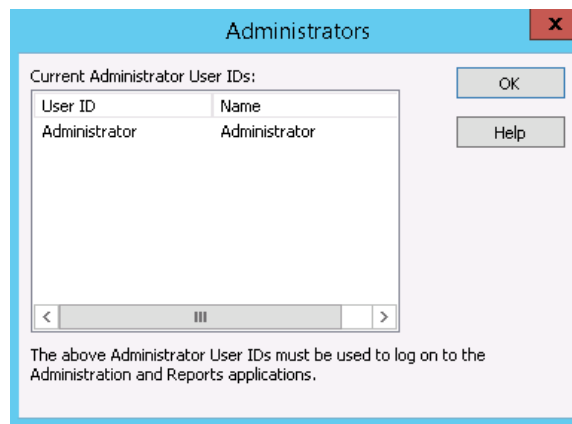 Administrators
x
Current Administrator User IDs:
OK
User ID Name
Administrator Administrator
Help
The above Administrator User IDs must be used to log on to the
Administration and Reports applications.